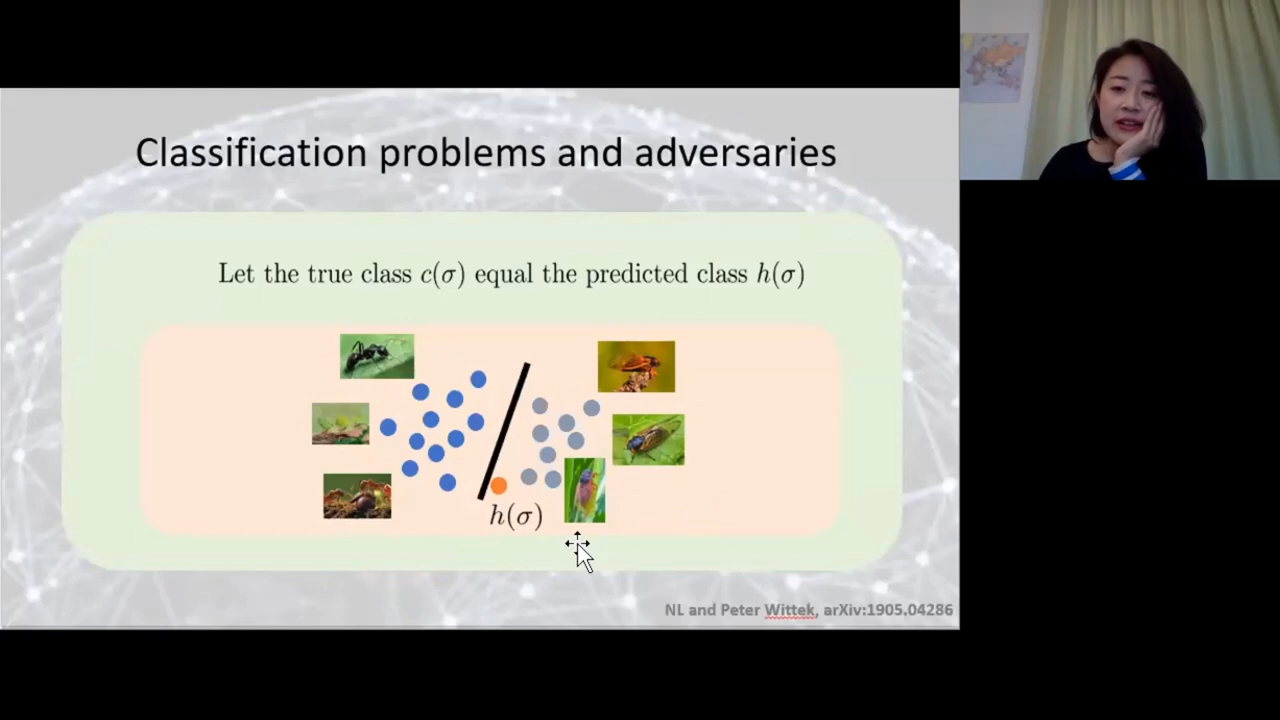 Classification problems and adversaries
Let the true class c(σ) equal the predicted class h(σ)
h(σ)
NL and Peter Wittek, arXiv:1905.04286